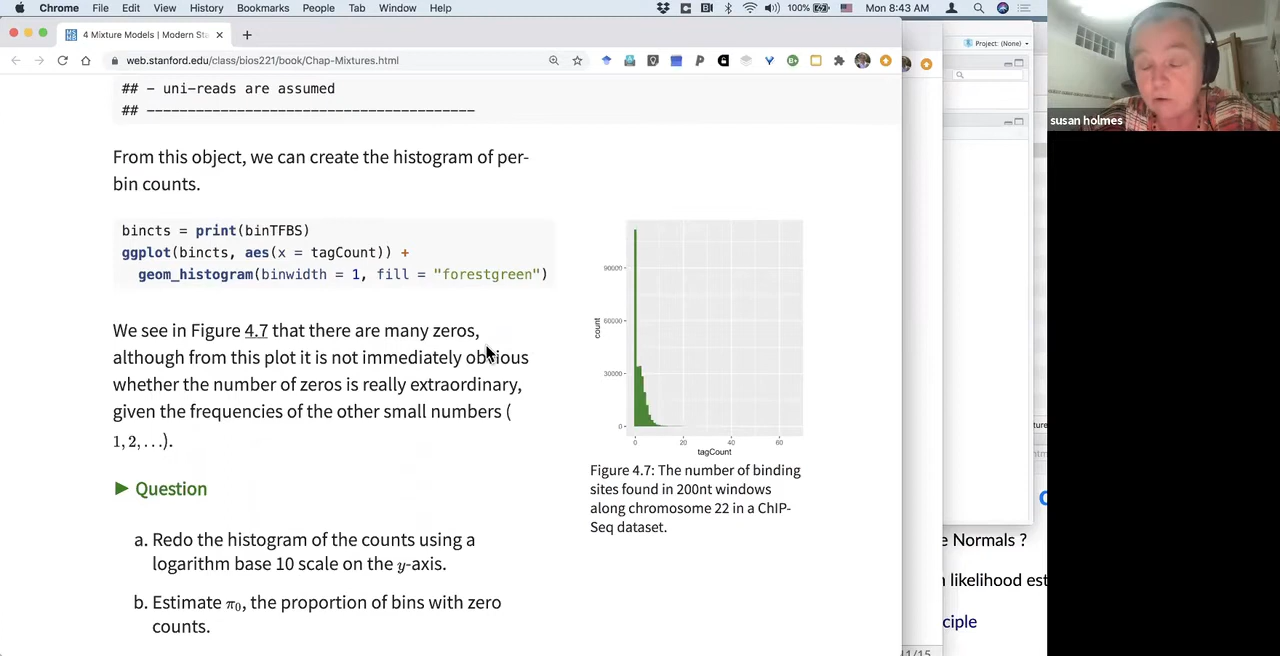 Chrome File Edit View History Bookmarks People Tab Window Help 100% Mon 8:43 AM
4 Mixture Models | Modern Sta
Project: (None)
web.stanford.edu/class/bios221/book/Chap-Mixtures.html
susan holmes
## - uni-reads are assumed
## ---------------------------------------
From this object, we can create the histogram of per-
bin counts.
bincts = print(binTFBS)
ggplot(bincts, aes(x = tagCount)) +
geom_histogram(binwidth = 1, fill = "forestgreen")
We see in Figure 4.7 that there are many zeros,
although from this plot it is not immediately obvious
whether the number of zeros is really extraordinary,
given the frequencies of the other small numbers (
1, 2, …).
90000
60000
30000
0
count
0 20 40 60
tagCount
Figure 4.7: The number of binding
sites found in 200nt windows
along chromosome 22 in a ChIP-
Seq dataset.
Question
a. Redo the histogram of the counts using a
logarithm base 10 scale on the y-axis.
b. Estimate π0, the proportion of bins with zero
counts.
e Normals ?
likelihood est
ciple
11/15